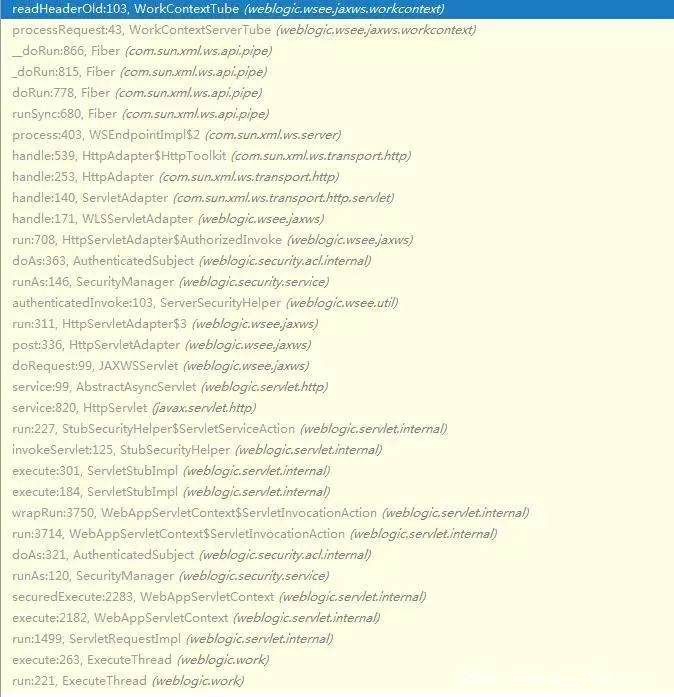 readHeaderOld:103, WorkContextTube (weblogic.wsee.jaxws.workcontext)
processRequest:43, WorkContextServerTube (weblogic.wsee.jaxws.workcontext)
__doRun:866, Fiber (com.sun.xml.ws.api.pipe)
_doRun:815, Fiber (com.sun.xml.ws.api.pipe)
doRun:778, Fiber (com.sun.xml.ws.api.pipe)
runSync:680, Fiber (com.sun.xml.ws.api.pipe)
process:403, WSEndpointImpl$2 (com.sun.xml.ws.server)
handle:539, HttpAdapter$HttpToolkit (com.sun.xml.ws.transport.http)
handle:253, HttpAdapter (com.sun.xml.ws.transport.http)
handle:140, ServletAdapter (com.sun.xml.ws.transport.http.servlet)
handle:171, WLSServletAdapter (weblogic.wsee.jaxws)
run:708, HttpServletAdapter$AuthorizedInvoke (weblogic.wsee.jaxws)
doAs:363, AuthenticatedSubject (weblogic.security.acl.internal)
runAs:146, SecurityManager (weblogic.security.service)
authenticatedInvoke:103, ServerSecurityHelper (weblogic.wsee.util)
run:311, HttpServletAdapter$3 (weblogic.wsee.jaxws)
post:336, HttpServletAdapter (weblogic.wsee.jaxws)
doRequest:99, JAXWSServlet (weblogic.wsee.jaxws)
service:99, AbstractAsyncServlet (weblogic.servlet.http)
service:820, HttpServlet (javax.servlet.http)
run:227, StubSecurityHelper$ServletServiceAction (weblogic.servlet.internal)
invokeServlet:125, StubSecurityHelper (weblogic.servlet.internal)
execute:301, ServletStubImpl (weblogic.servlet.internal)
execute:184, ServletStubImpl (weblogic.servlet.internal)
wrapRun:3750, WebAppServletContext$ServletInvocationAction (weblogic.servlet.internal)
run:3714, WebAppServletContext$ServletInvocationAction (weblogic.servlet.internal)
doAs:321, AuthenticatedSubject (weblogic.security.acl.internal)
runAs:120, SecurityManager (weblogic.security.service)
securedExecute:2283, WebAppServletContext (weblogic.servlet.internal)
execute:2182, WebAppServletContext (weblogic.servlet.internal)
run:1499, ServletRequestImpl (weblogic.servlet.internal)
execute:263, ExecuteThread (weblogic.work)
run:221, ExecuteThread (weblogic.work)